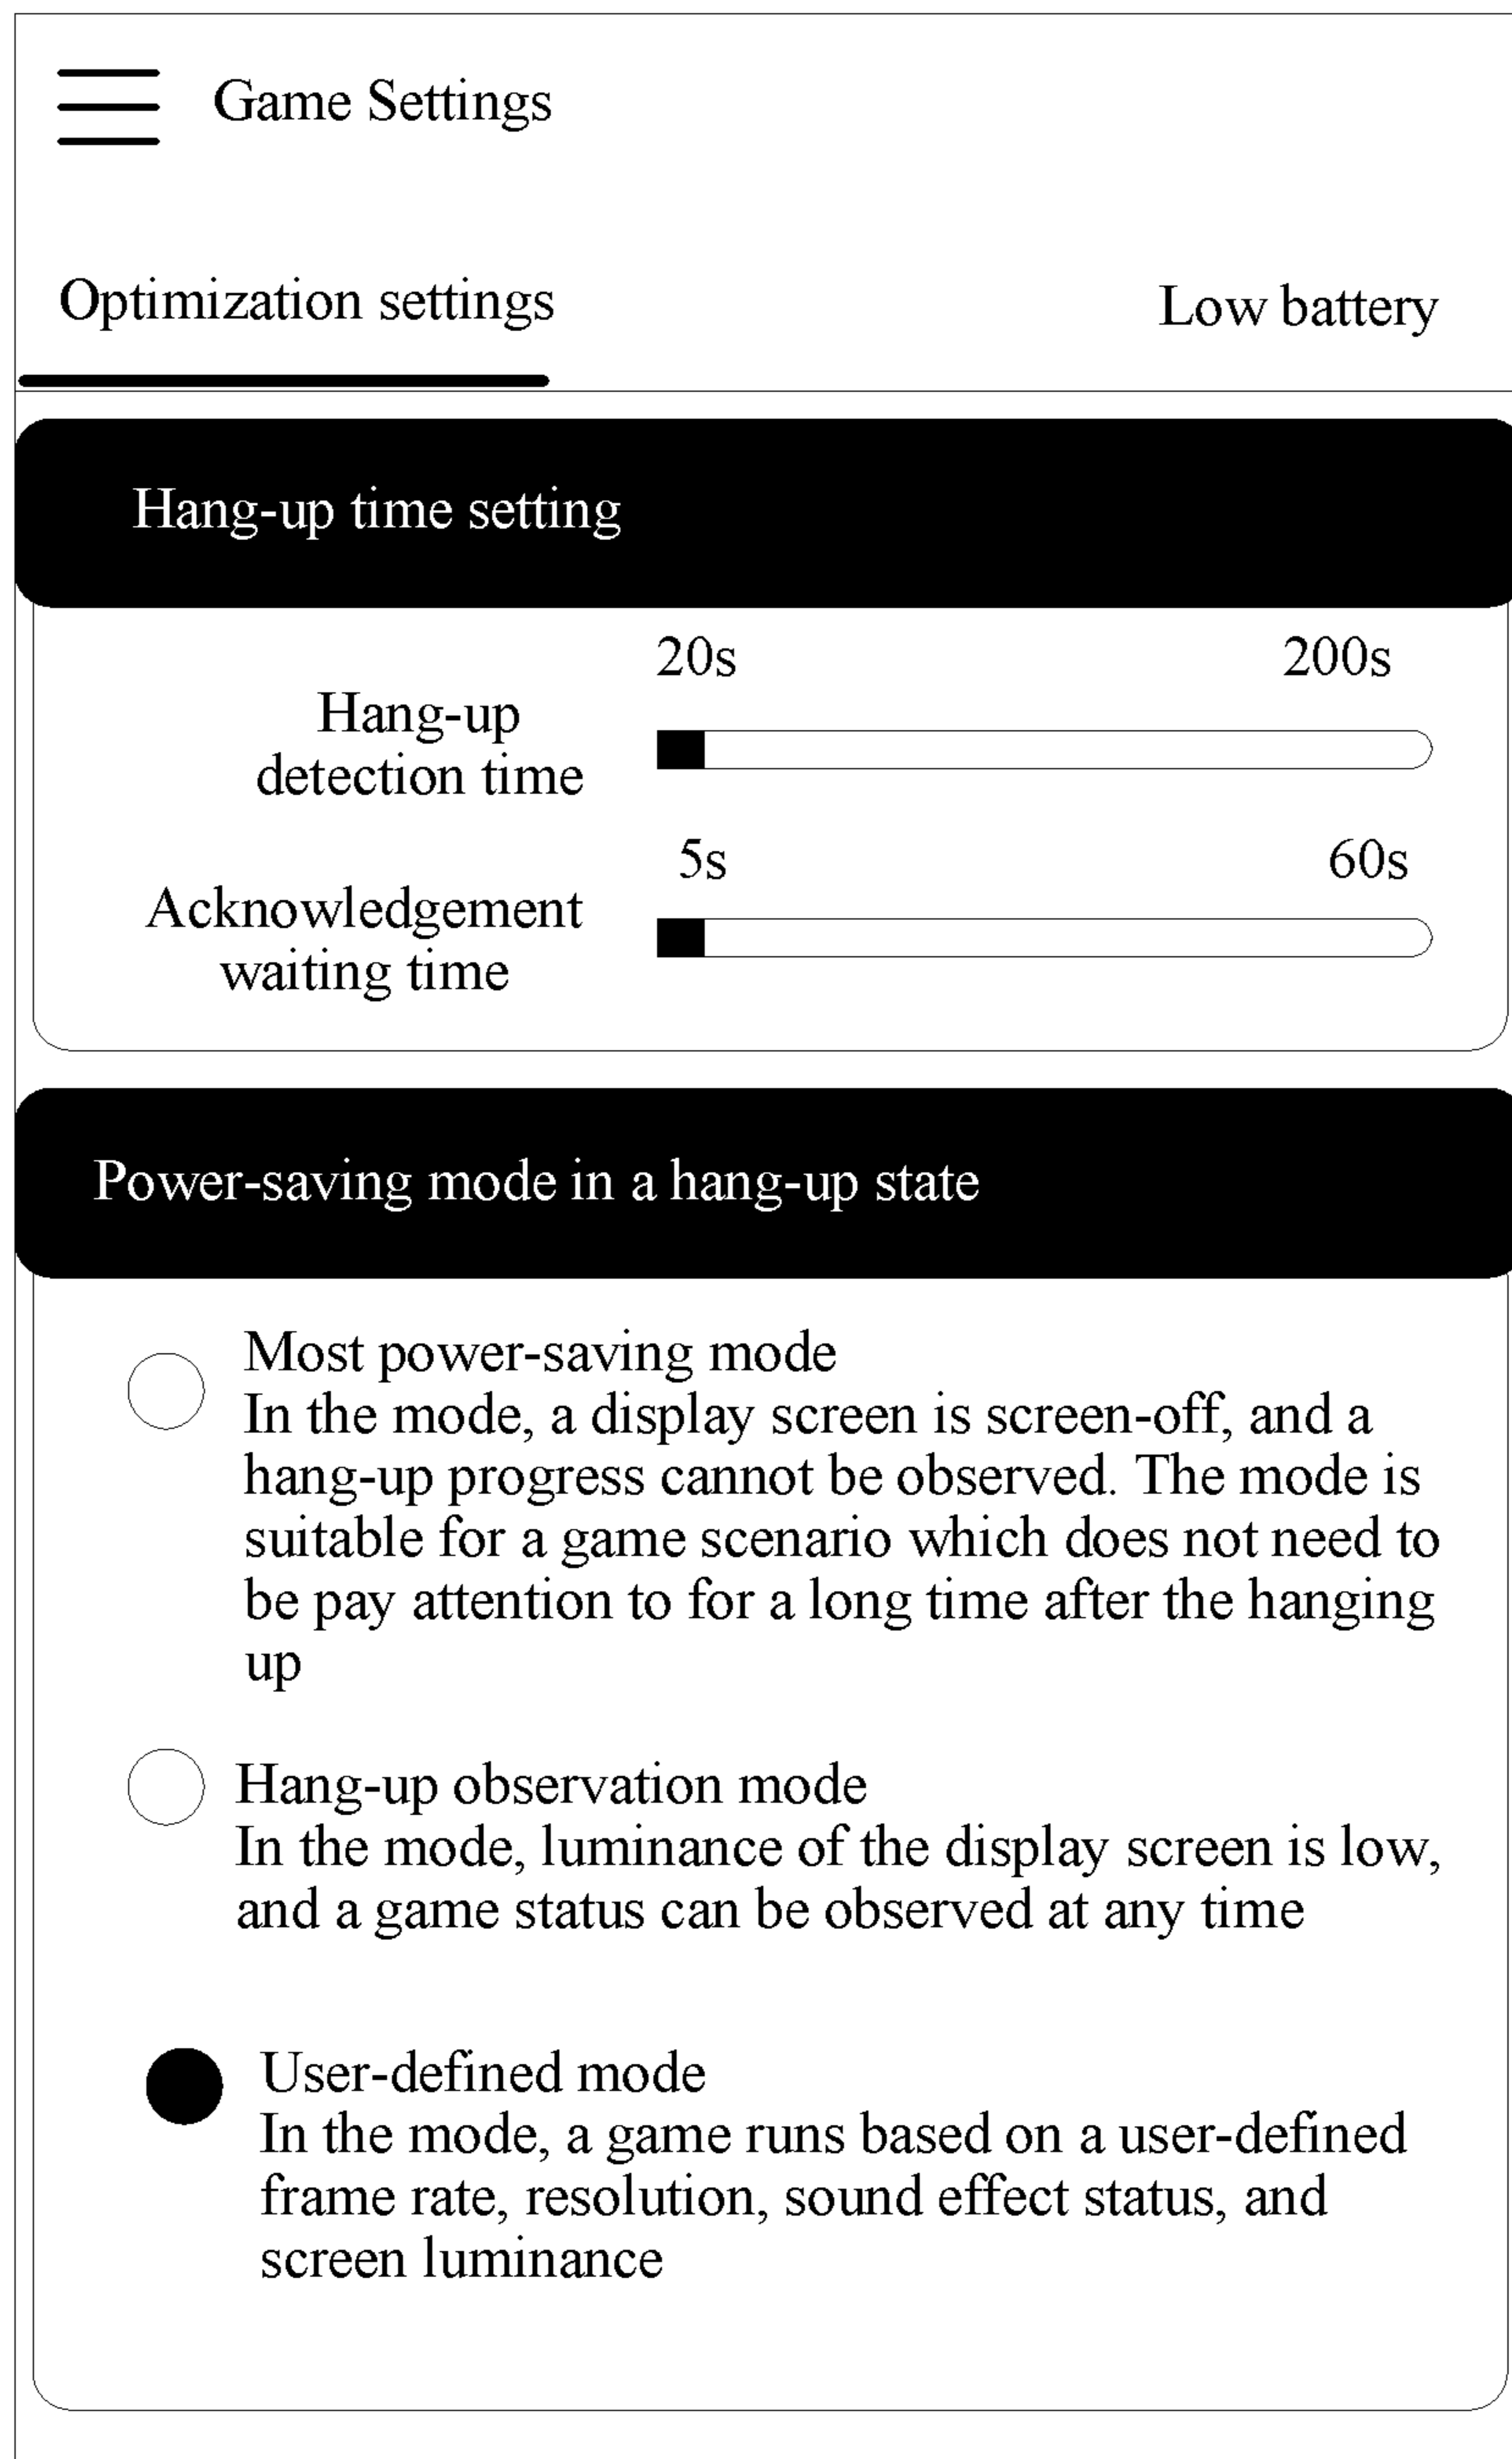 Game Settings
Optimization settings
Low battery
Hang-up time setting
20s
200s
Hang-up
detection time
5s
60s
Acknowledgement
waiting time
Power-saving mode in a hang-up state
Most power-saving mode
In the mode, a display screen is screen-off, and a
hang-up progress cannot be observed. The mode is
suitable for a game scenario which does not need to
be pay attention to for a long time after the hanging
up
Hang-up observation mode
In the mode, luminance of the display screen is low,
and a game status can be observed at any time
User-defined mode
In the mode, a game runs based on a user-defined
frame rate, resolution, sound effect status, and
screen luminance